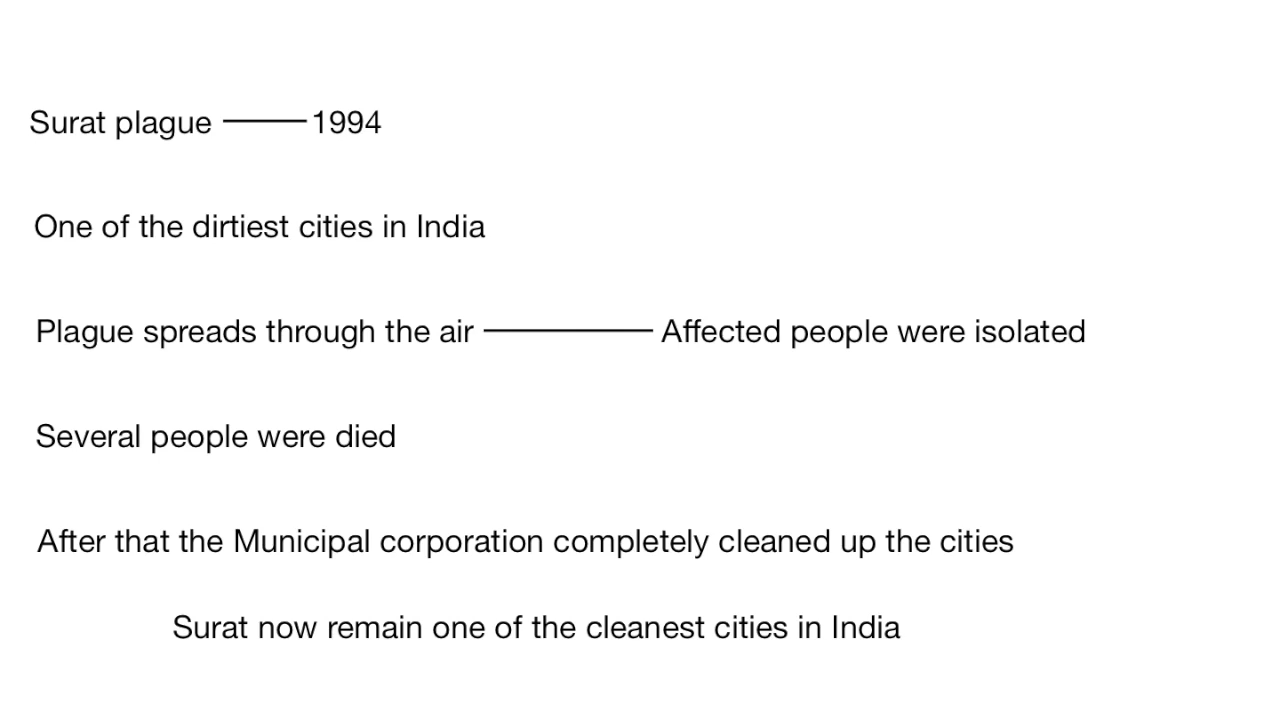 Surat plague 1994
One of the dirtiest cities in India
Plague spreads through the air Affected people were isolated
Several people were died
After that the Municipal corporation completely cleaned up the cities
Surat now remain one of the cleanest cities in India